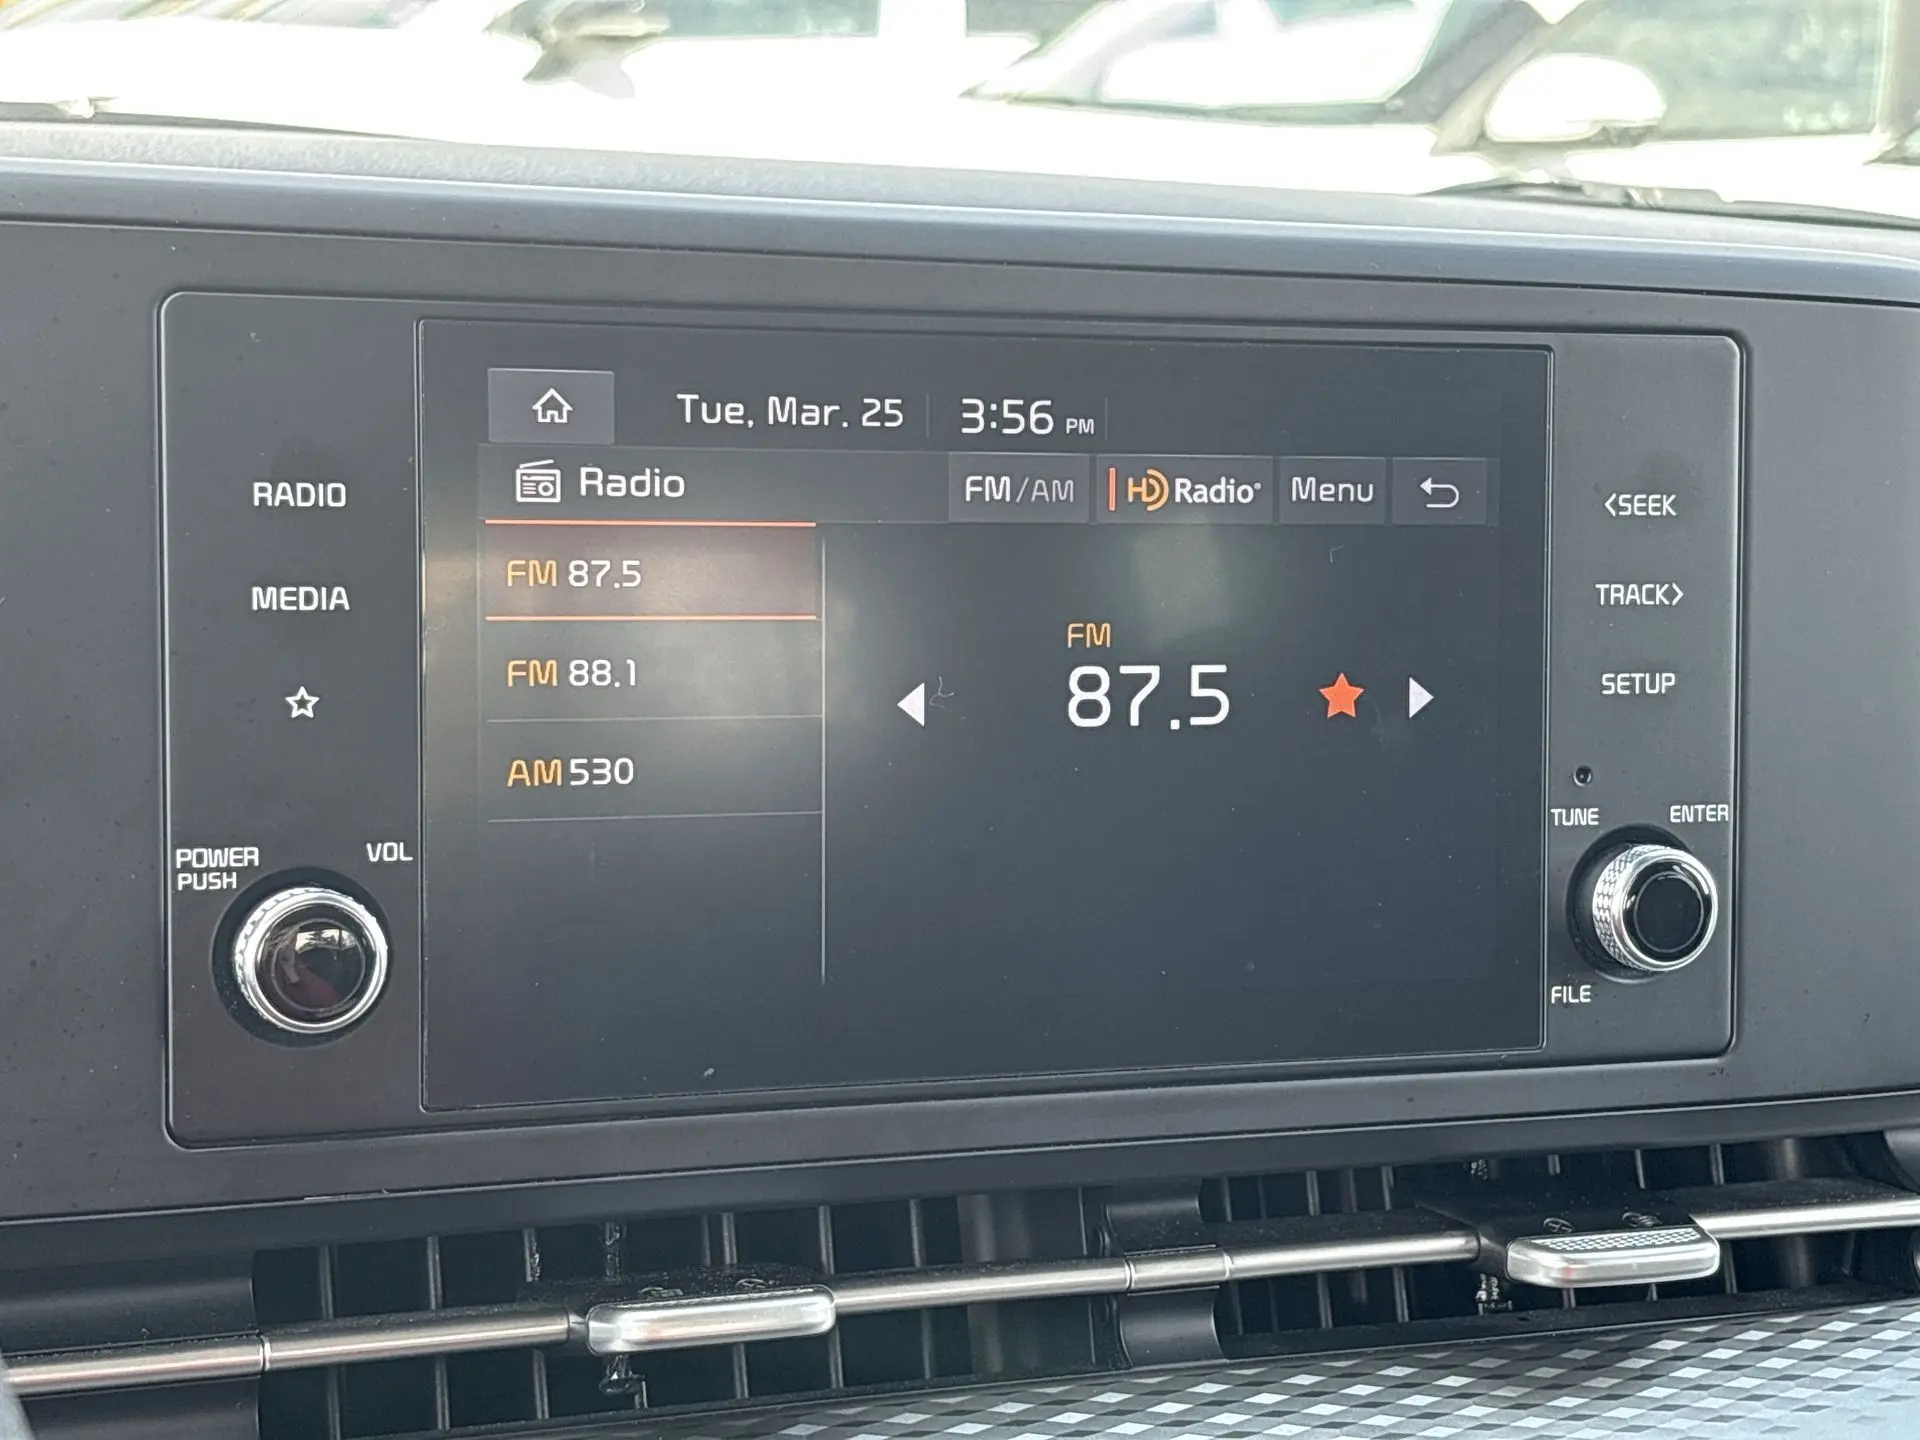 Tue, Mar. 25 3:56 PM
Radio FM/AM HD Radio Menu
RADIO
MEDIA
POWER
PUSH
VOL
FM 87.5
FM 88.1
AM 530
FM
87.5
<SEEK
TRACK>
SETUP
TUNE
ENTER
FILE